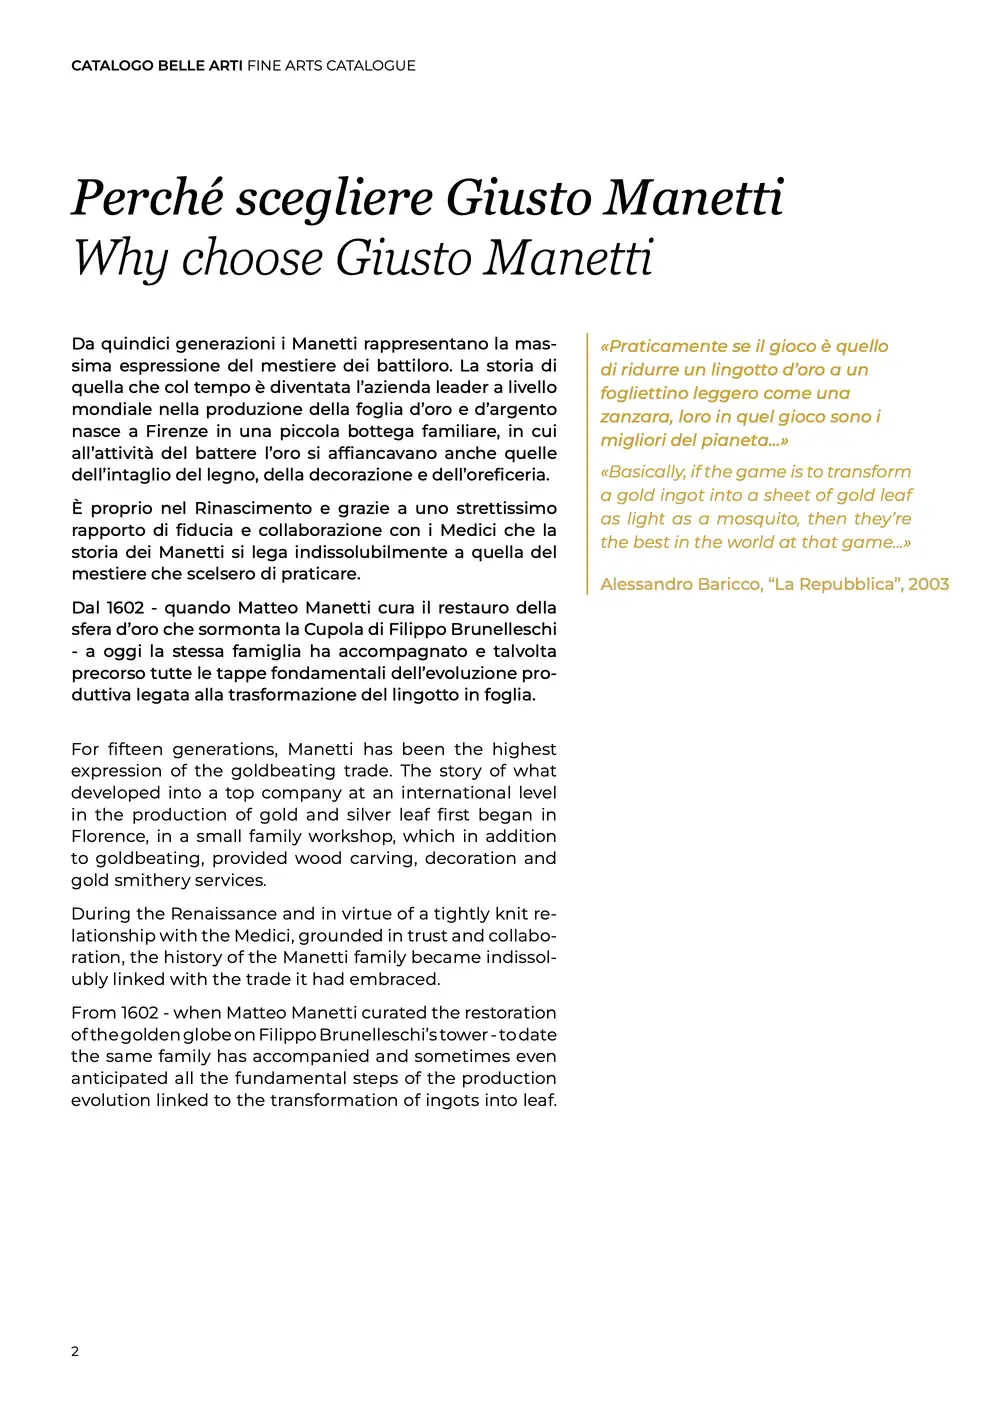 CATALOGO BELLE ARTI FINE ARTS CATALOGUE
Perché scegliere Giusto Manetti
Why choose Giusto Manetti
Da quindici generazioni i Manetti rappresentano la mas-
sima espressione del mestiere dei battiloro. La storia di
quella che col tempo è diventata l’azienda leader a livello
mondiale nella produzione della foglia d’oro e d’argento
nasce a Firenze in una piccola bottega familiare, in cui
all’attività del battere l’oro si affiancavano anche quelle
dell’intaglio del legno, della decorazione e dell’oreficeria.
È proprio nel Rinascimento e grazie a uno strettissimo
rapporto di fiducia e collaborazione con i Medici che la
storia dei Manetti si lega indissolubilmente a quella del
mestiere che scelsero di praticare.
Dal 1602 - quando Matteo Manetti cura il restauro della
sfera d’oro che sormonta la Cupola di Filippo Brunelleschi
- a oggi la stessa famiglia ha accompagnato e talvolta
precorso tutte le tappe fondamentali dell’evoluzione pro-
duttiva legata alla trasformazione del lingotto in foglia.
For fifteen generations, Manetti has been the highest
expression of the goldbeating trade. The story of what
developed into a top company at an international level
in the production of gold and silver leaf first began in
Florence, in a small family workshop, which in addition
to goldbeating, provided wood carving, decoration and
gold smithery services.
During the Renaissance and in virtue of a tightly knit re-
lationship with the Medici, grounded in trust and collabo-
ration, the history of the Manetti family became indissol-
ubly linked with the trade it had embraced.
From 1602 - when Matteo Manetti curated the restoration
of the golden globe on Filippo Brunelleschi’s tower - to date
the same family has accompanied and sometimes even
anticipated all the fundamental steps of the production
evolution linked to the transformation of ingots into leaf.
«Praticamente se il gioco è quello
di ridurre un lingotto d’oro a un
fogliettino leggero come una
zanzara, loro in quel gioco sono i
migliori del pianeta...»
«Basically, if the game is to transform
a gold ingot into a sheet of gold leaf
as light as a mosquito, then they’re
the best in the world at that game...»
Alessandro Baricco, “La Repubblica”, 2003
2